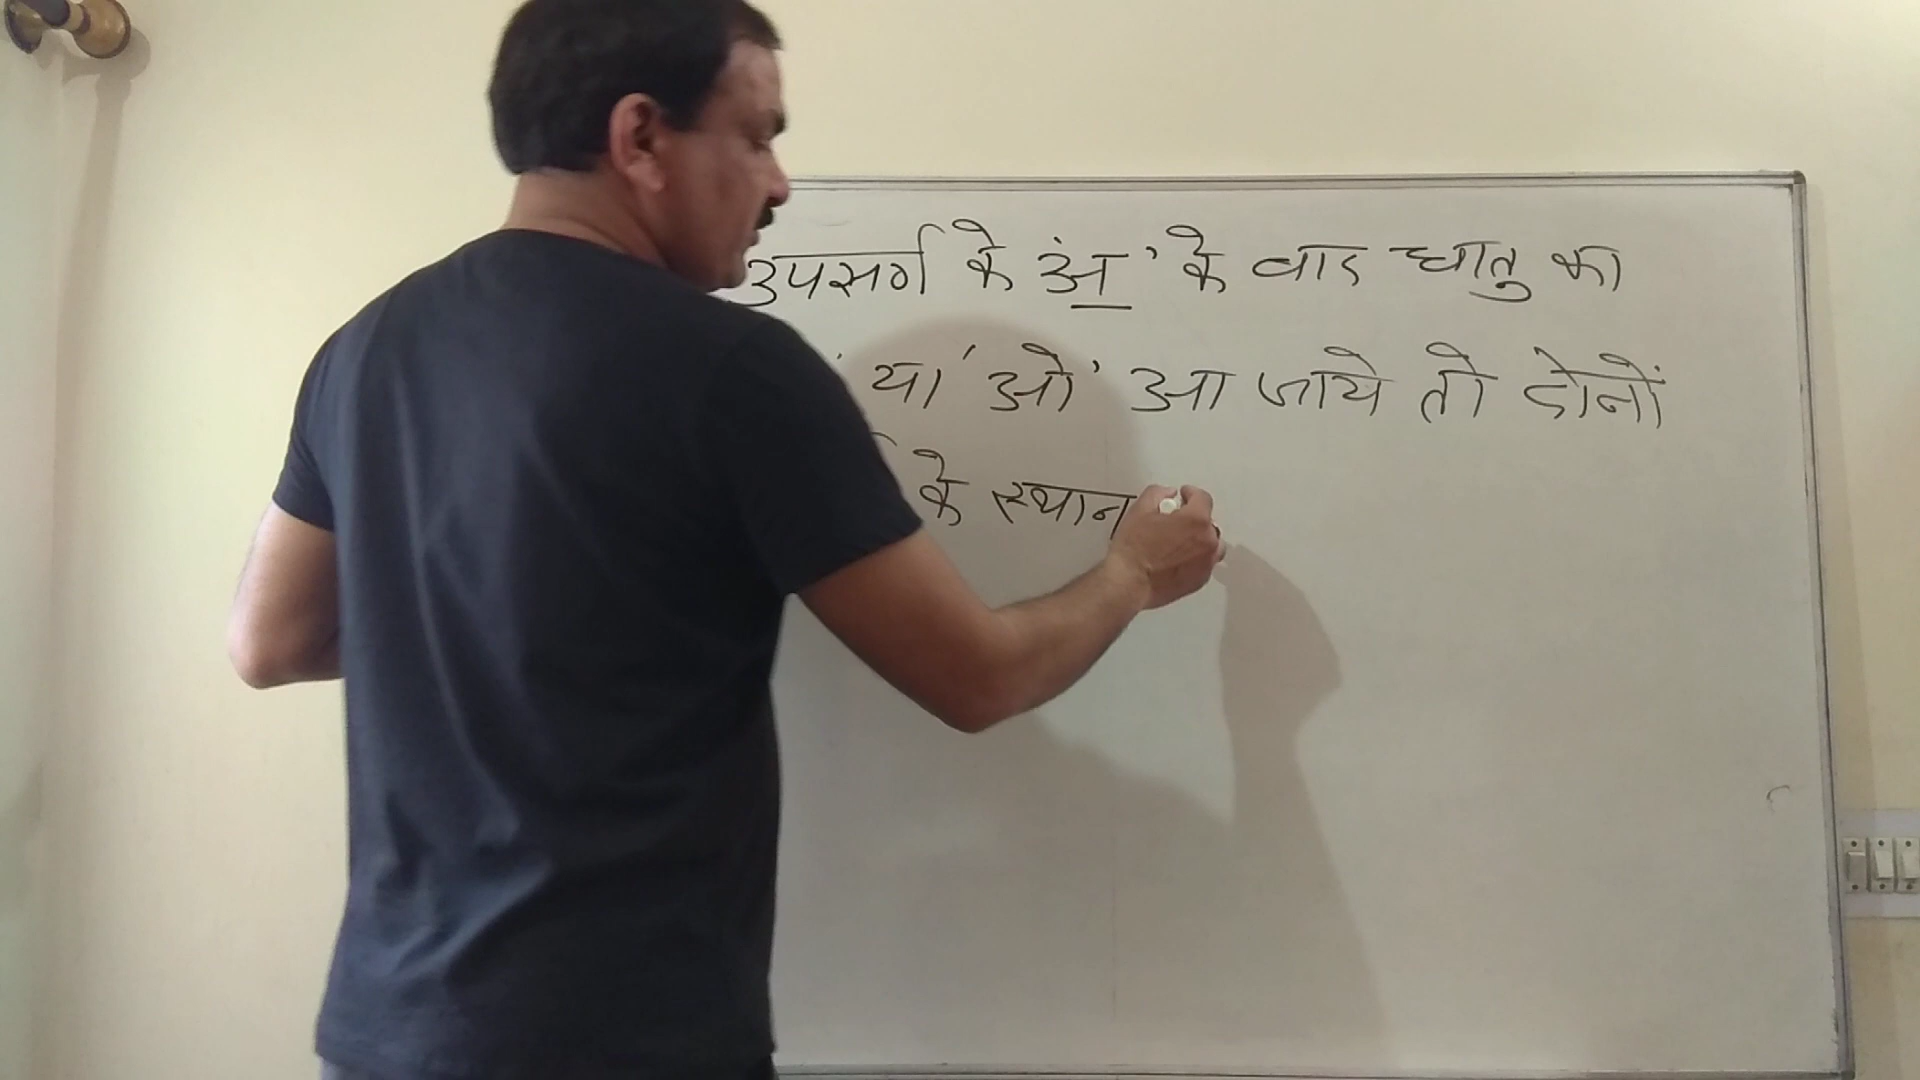 उपसर्ग के 'अ' के बाद धातु का
' या 'ओ' आ जाये तो दोनों
के स्थान